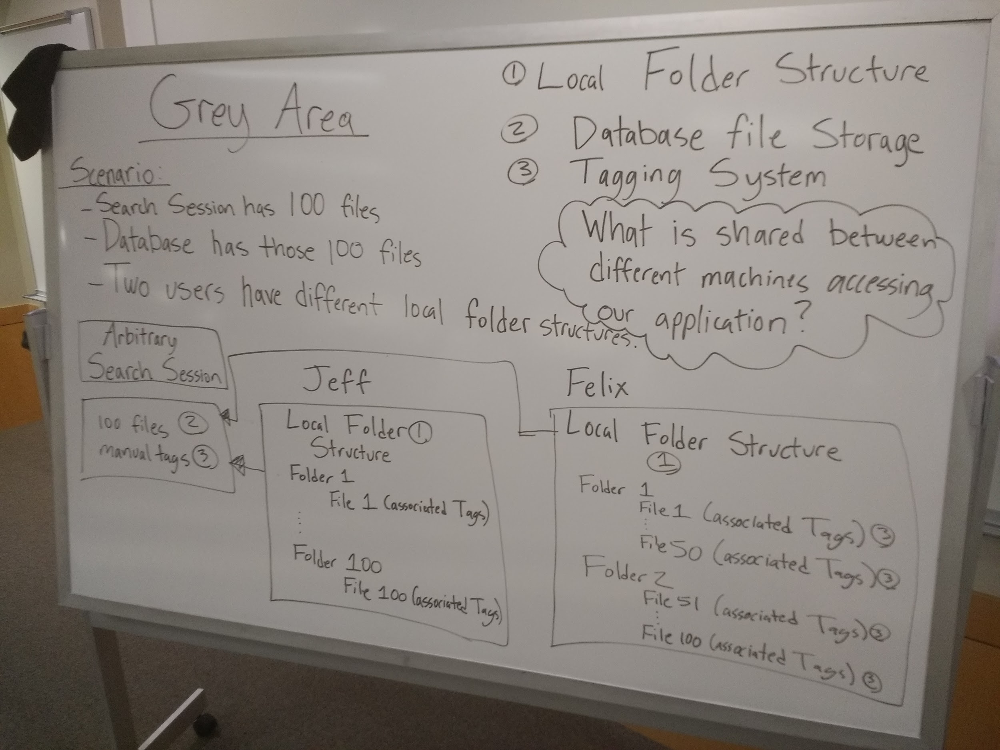 Grey Area
Scenario:
- Search Session has 100 files
- Database has those 100 files
- Two users have different local folder structures.
① Local Folder Structure
② Database file Storage
③ Tagging System
What is shared between
different machines accessing
our application?
Arbitrary
Search Session
100 files ②
manual tags ③
Jeff
Local Folder ①
Structure
Folder 1
File 1 (associated Tags)
Folder 100
File 100 (associated Tags)
Felix
Local Folder Structure
①
Folder 1
File 1 (associated Tags) ③
File 50 (associated Tags) ③
Folder 2
File 51 (associated Tags) ③
File 100 (associated Tags) ③